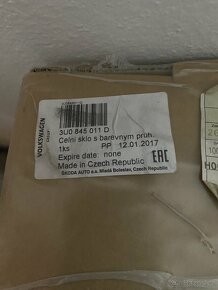 VOLKSWAGEN
GROUP
3U0 845 011 D
Čelní sklo s barevným pruh.
1ks PP 12.01.2017
Expire date: none
Made in Czech Republic
ŠKODA AUTO a.s. Mladá Boleslav, Czech Republic
EAC